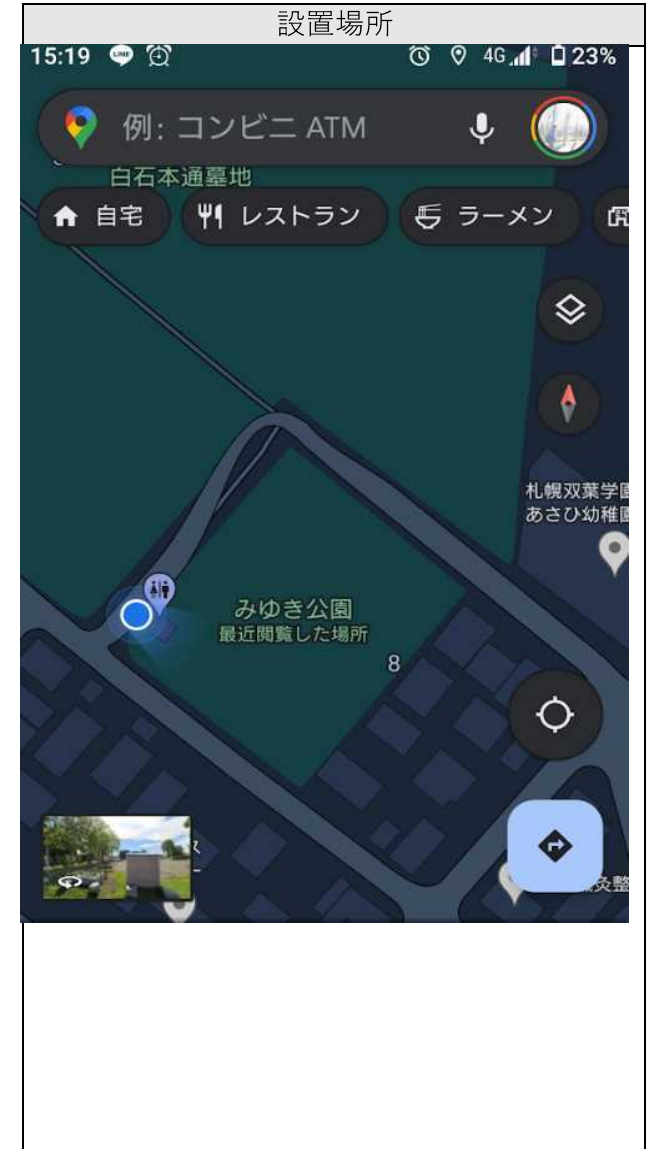 設置場所
15:19
4G
23%
例: コンビニ ATM
白石本通墓地
自宅
レストラン
ラーメン
札幌双葉学園
あさひ幼稚園
みゆき公園
最近閲覧した場所
8
灸整